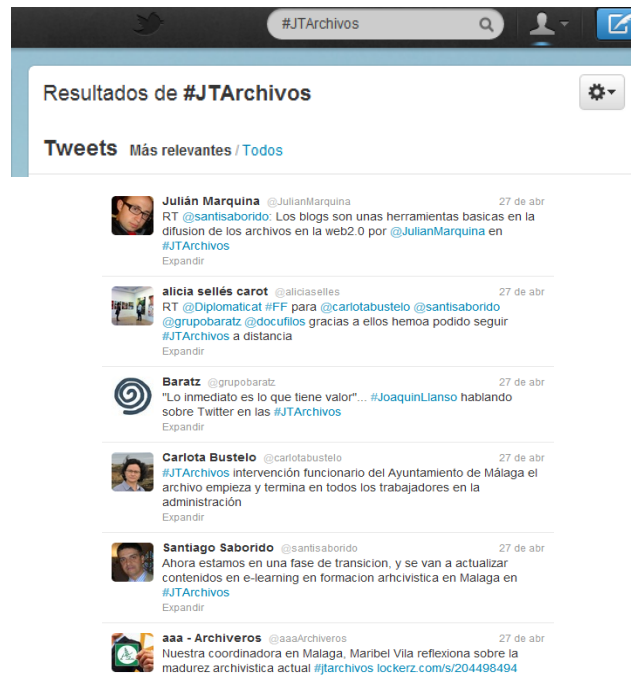 #JTArchivos
Resultados de #JTArchivos
Tweets Más relevantes / Todos
Julián Marquina @JulianMarquina 27 de abr
RT @santisaborido: Los blogs son unas herramientas basicas en la
difusion de los archivos en la web2.0 por @JulianMarquina en
#JTArchivos
Expandir
alicia sellés carot @aliciaselles 27 de abr
RT @Diplomaticat #FF para @carlotabustelo @santisaborido
@grupobaratz @docufilos gracias a ellos hemoa podido seguir
#JTArchivos a distancia
Expandir
Baratz @grupobaratz 27 de abr
"Lo inmediato es lo que tiene valor"... #JoaquinLlanso hablando
sobre Twitter en las #JTArchivos
Expandir
Carlota Bustelo @carlotabustelo 27 de abr
#JTArchivos intervención funcionario del Ayuntamiento de Málaga el
archivo empieza y termina en todos los trabajadores en la
administración
Expandir
Santiago Saborido @santisaborido 27 de abr
Ahora estamos en una fase de transicion, y se van a actualizar
contenidos en e-learning en formacion arhcivistica en Malaga en
#JTArchivos
Expandir
aaa - Archiveros @aaaArchiveros 27 de abr
Nuestra coordinadora en Malaga, Maribel Vila reflexiona sobre la
madurez archivistica actual #jtarchivos lockerz.com/s/204498494